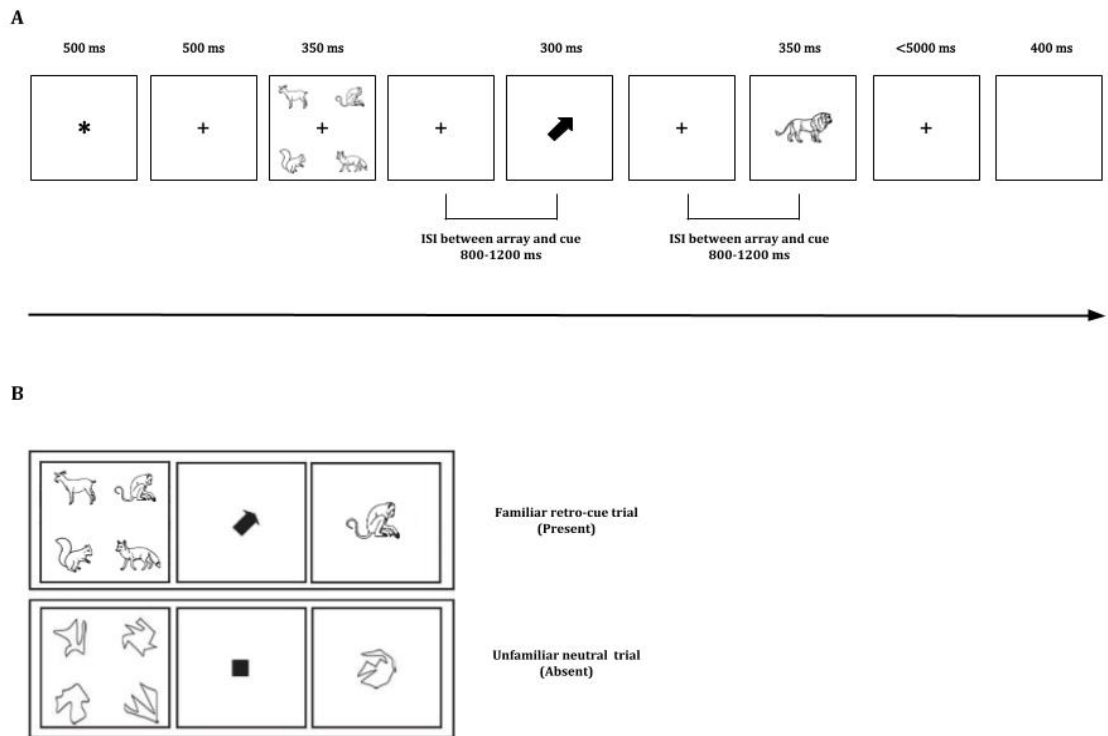 A
500 ms 500 ms 350 ms 300 ms 350 ms <5000 ms 400 ms
* + + + + +
ISI between array and cue
800-1200 ms
ISI between array and cue
800-1200 ms
B
Familiar retro-cue trial
(Present)
Unfamiliar neutral trial
(Absent)